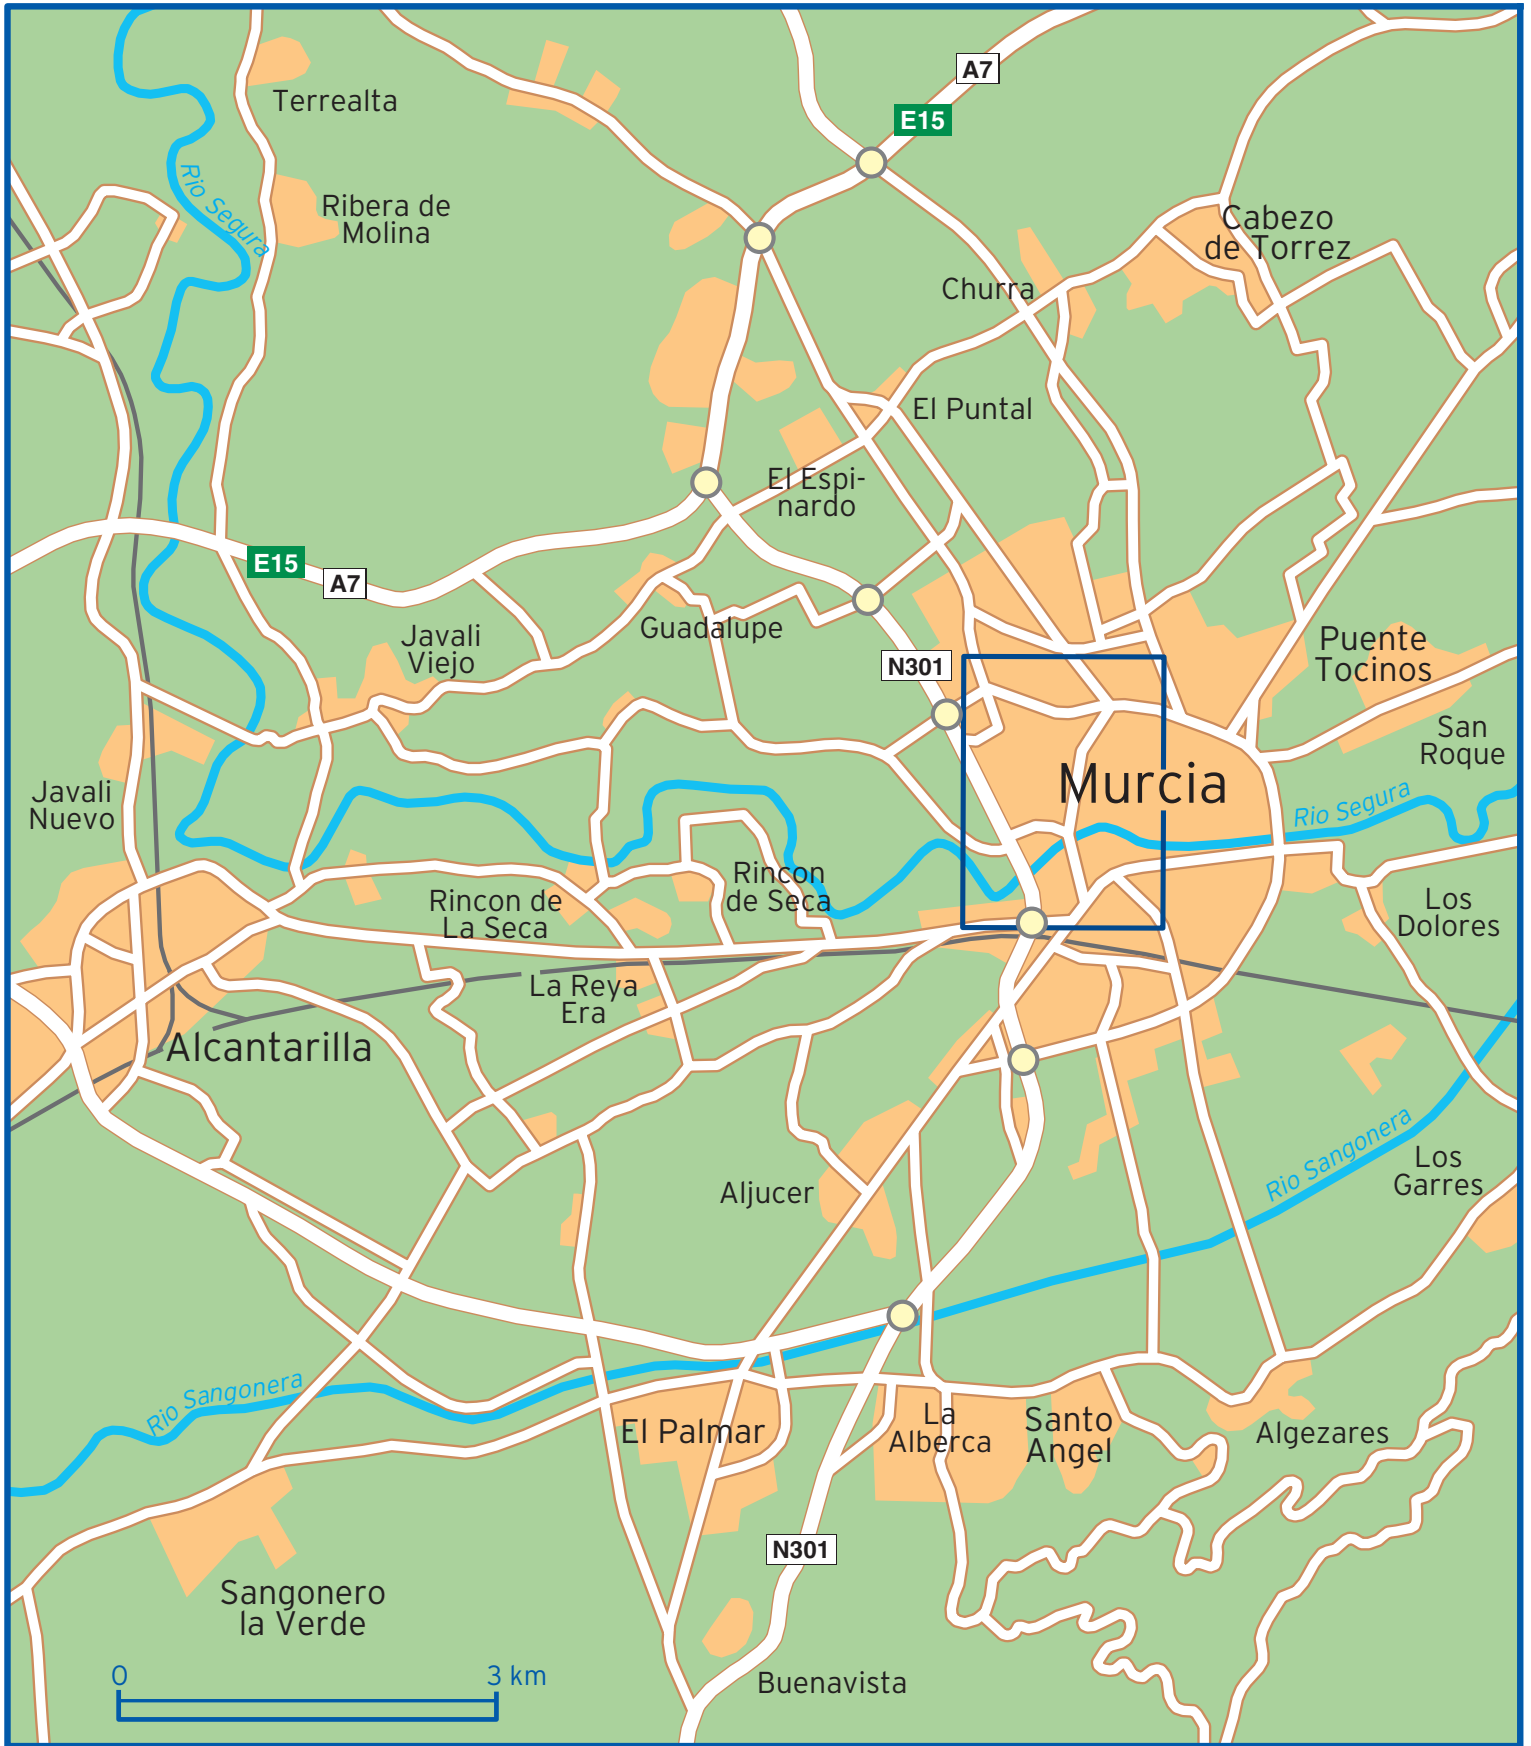 A7
Terrealta
E15
Rio Segura
Ribera de
Molina
Cabezo
de Torrez
Churra
El Puntal
El Espi-
nardo
E15
A7
Guadalupe
Javali
Viejo
N301
Puente
Tocinos
San
Roque
Murcia
Javali
Nuevo
Rio Segura
Rincon
de Seca
Rincon de
La Seca
Los
Dolores
La Reya
Era
Alcantarilla
Rio Sangonera
Los
Garres
Aljucer
Rio Sangonera
El Palmar
La
Alberca
Santo
Angel
Algezares
N301
Sangonero
la Verde
0
3 km
Buenavista